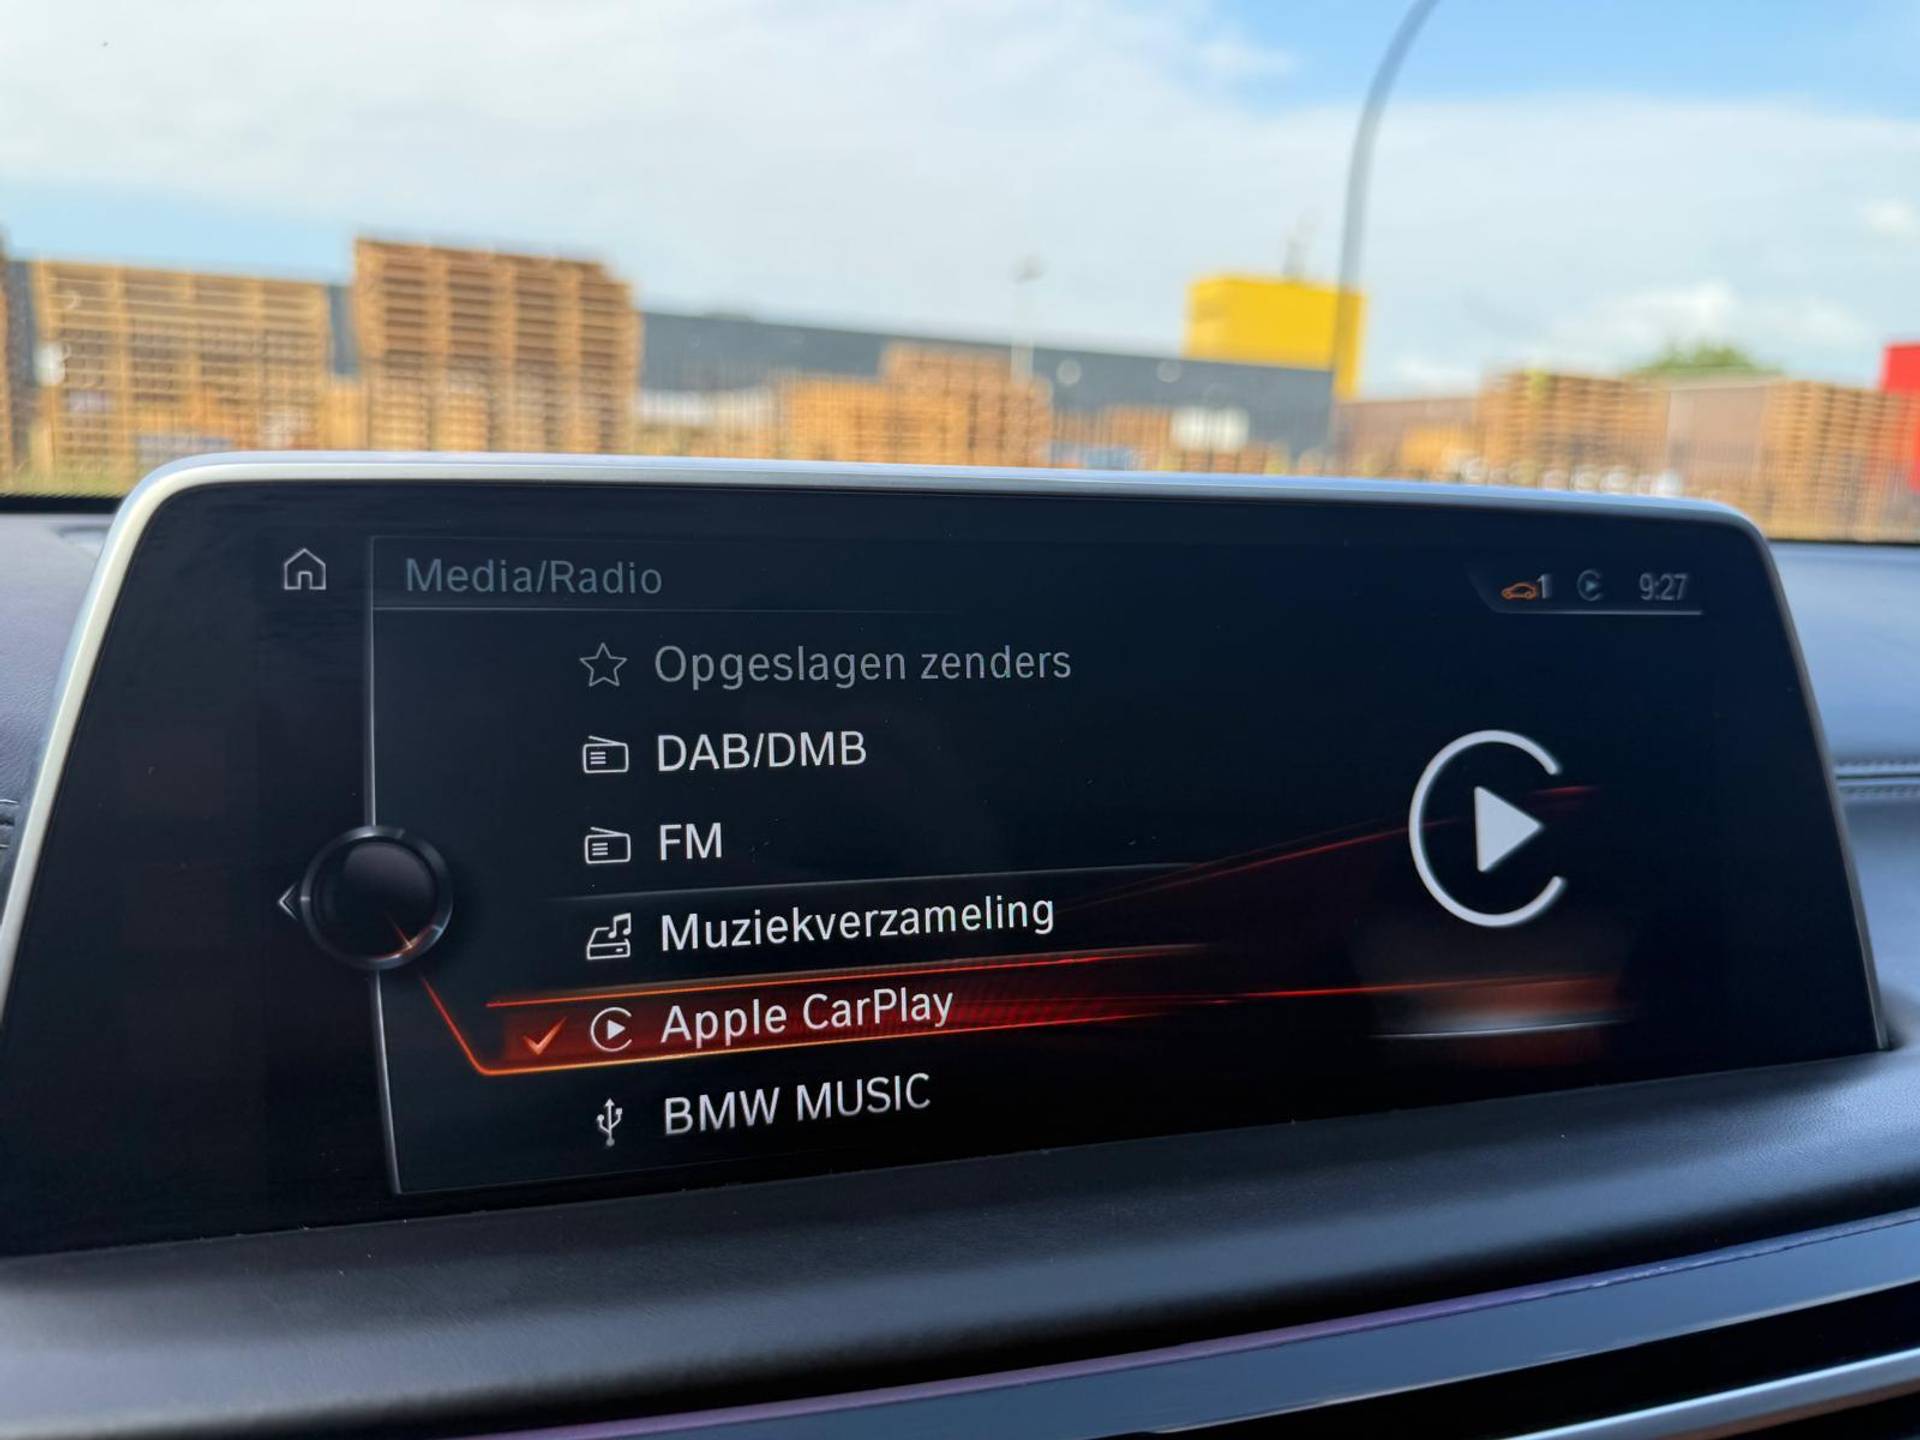 Media/Radio
1 9:27
Opgeslagen zenders
DAB/DMB
FM
Muziekverzameling
Apple CarPlay
BMW MUSIC